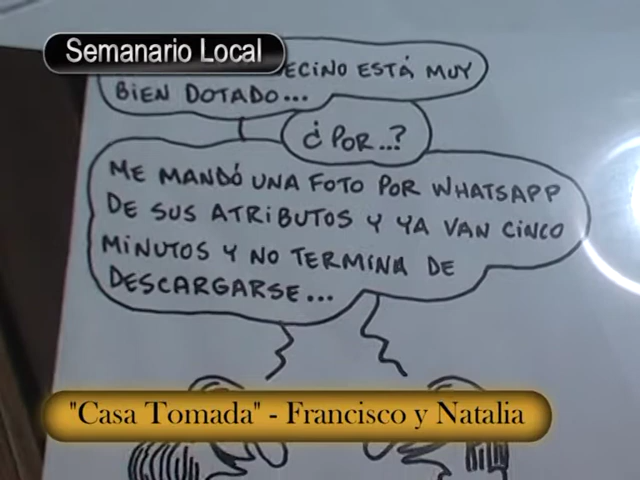 Semanario Local
ECINO ESTÁ MUY
BIEN DOTADO...
¿POR...?
ME MANDÓ UNA FOTO POR WHATSAPP
DE SUS ATRIBUTOS Y YA VAN CINCO
MINUTOS Y NO TERMINA DE
DESCARGARSE...
"Casa Tomada" - Francisco y Natalia